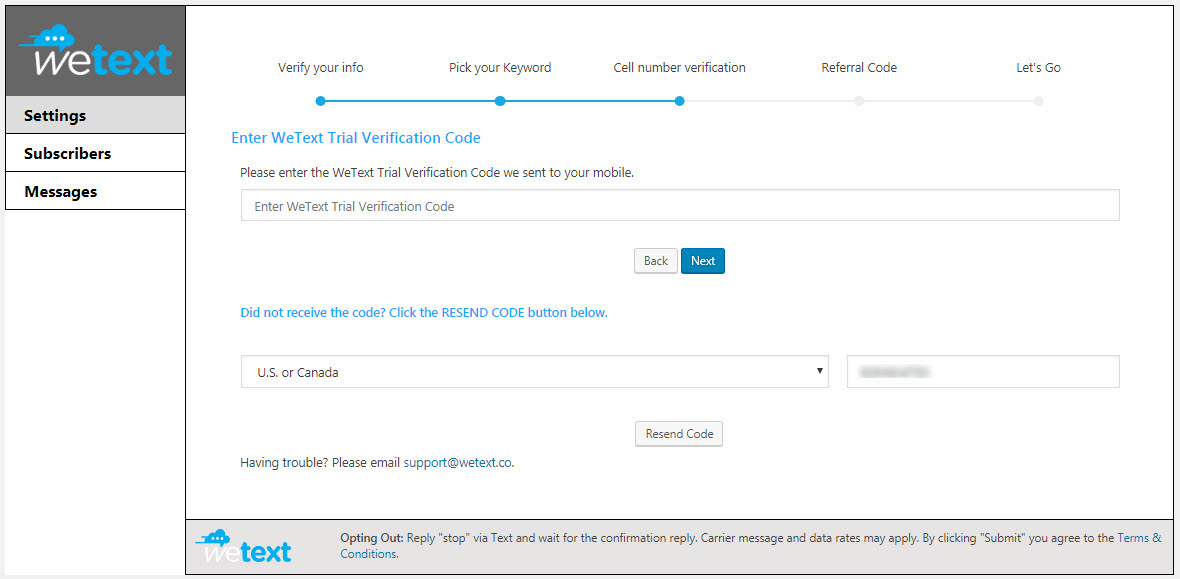 wetext
Settings
Subscribers
Messages
Verify your info
Pick your Keyword
Cell number verification
Referral Code
Let's Go
Enter WeText Trial Verification Code
Please enter the WeText Trial Verification Code we sent to your mobile.
Enter WeText Trial Verification Code
Back
Next
Did not receive the code? Click the RESEND CODE button below.
U.S. or Canada
Resend Code
Having trouble? Please email support@wetext.co.
wetext
Opting Out: Reply "stop" via Text and wait for the confirmation reply. Carrier message and data rates may apply. By clicking "Submit" you agree to the Terms &
Conditions.